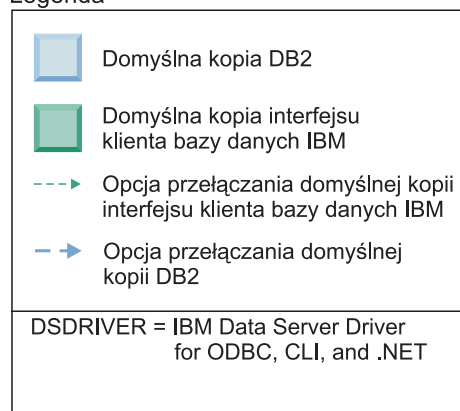 Legenda
Domyślna kopia DB2
Domyślna kopia interfejsu
klienta bazy danych IBM
Opcja przełączania domyślnej kopii
interfejsu klienta bazy danych IBM
Opcja przełączania domyślnej
kopii DB2
DSDRIVER = IBM Data Server Driver
for ODBC, CLI, and .NET